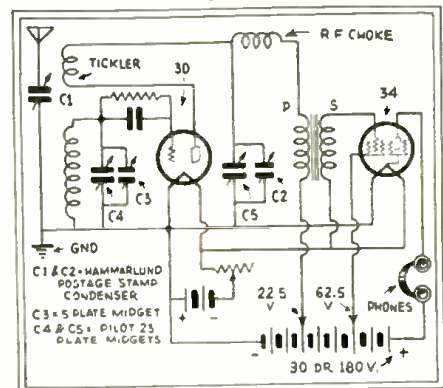 R F CHOKE
TICKLER
30
34
C1
P
S
C3
C2
C4
C5
GND
C1 & C2 = HAMMARLUND
POSTAGE STAMP
CONDENSER
C3 = 5 PLATE MIDGET
C4 & C5 = PILOT 23
PLATE MIDGETS
22.5
V
62.5
V.
PHONES
+
-
-
+
90 OR 180 V.